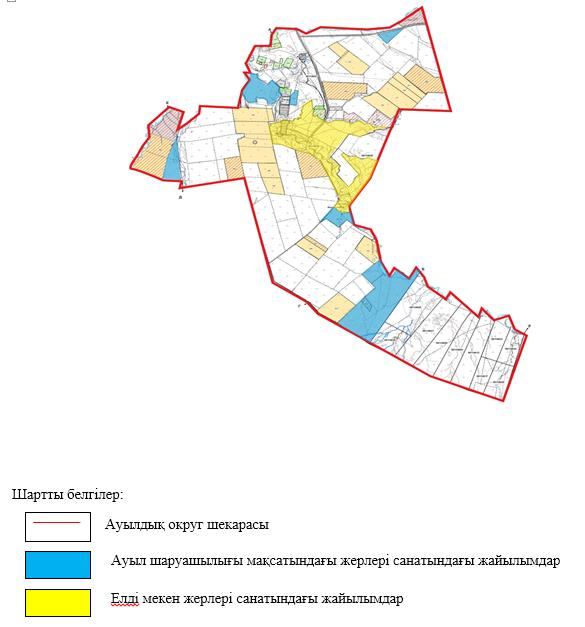 Шартты белгілер:
Ауылдық округ шекарасы
Ауыл шаруашылығы мақсатындағы жерлері санатындағы жайылымдар
Елді мекен жерлері санатындағы жайылымдар